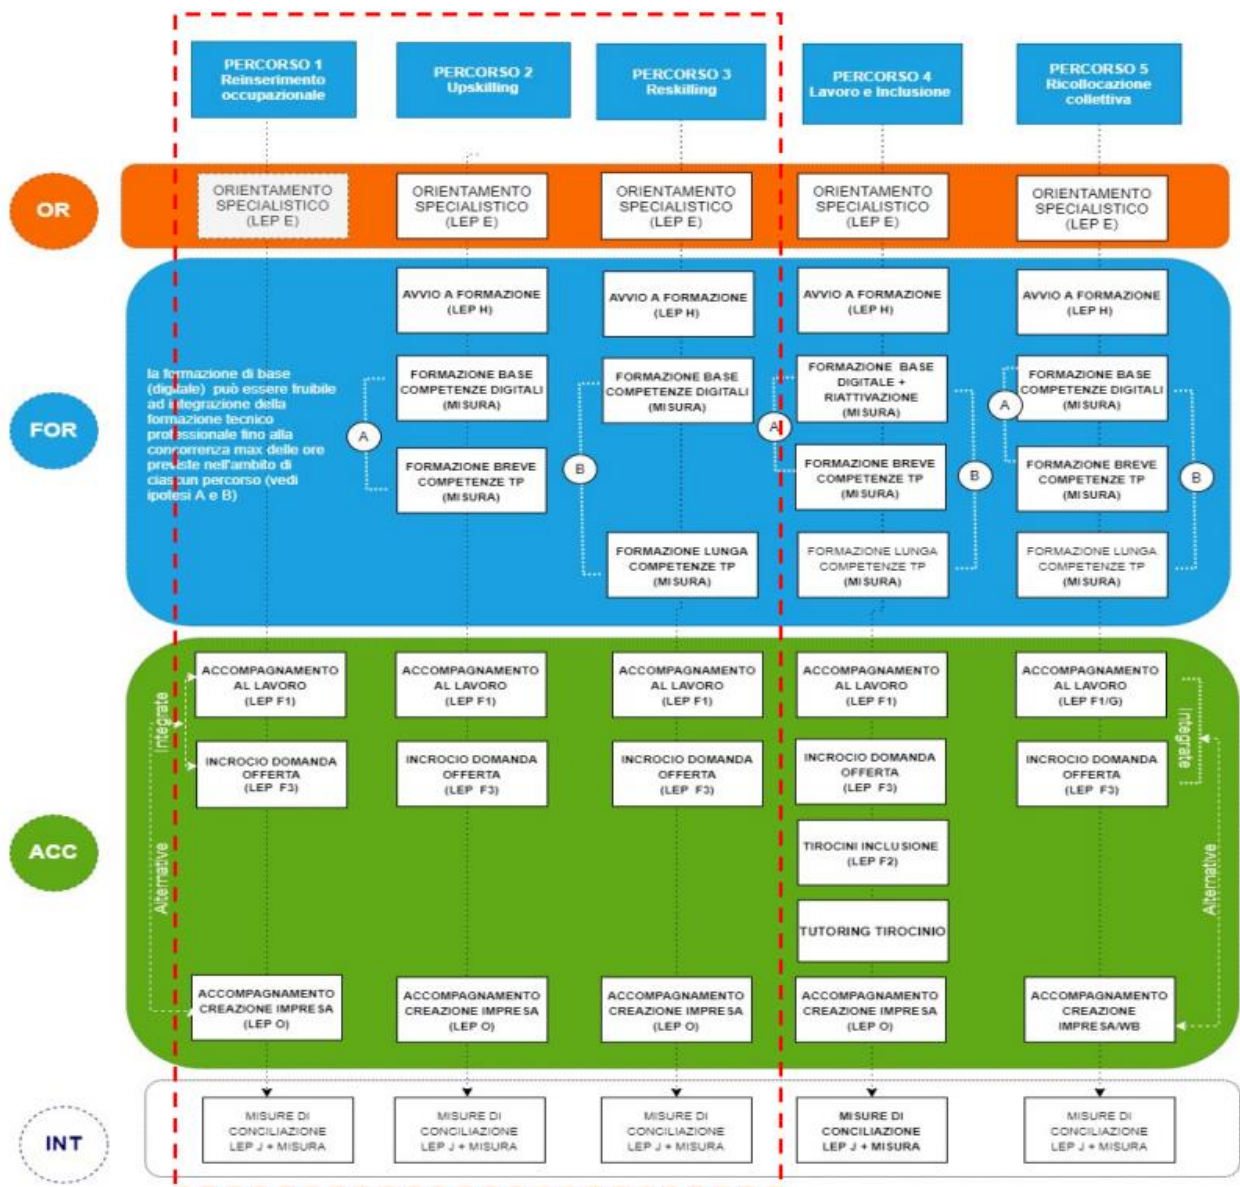 PERCORSO 1
Reinserimento
occupazionale
PERCORSO 2
Upskilling
PERCORSO 3
Reskilling
PERCORSO 4
Lavoro e Inclusione
PERCORSO 5
Ricollocazione
collettiva
OR
ORIENTAMENTO
SPECIALISTICO
(LEP E)
ORIENTAMENTO
SPECIALISTICO
(LEP E)
ORIENTAMENTO
SPECIALISTICO
(LEP E)
ORIENTAMENTO
SPECIALISTICO
(LEP E)
ORIENTAMENTO
SPECIALISTICO
(LEP E)
FOR
la formazione di base
(digitale) può essere fruibile
ad integrazione della
formazione tecnico
professionale fino alla
concorrenza max delle ore
previste nell'ambito di
ciascun percorso (vedi
ipotesi A e B)
AVVIO A FORMAZIONE
(LEP H)
AVVIO A FORMAZIONE
(LEP H)
AVVIO A FORMAZIONE
(LEP H)
AVVIO A FORMAZIONE
(LEP H)
FORMAZIONE BASE
COMPETENZE DIGITALI
(MISURA)
FORMAZIONE BASE
COMPETENZE DIGITALI
(MISURA)
FORMAZIONE BASE
DIGITALE +
RIATTIVAZIONE
(MISURA)
FORMAZIONE BASE
COMPETENZE DIGITALI
(MISURA)
A
B
A
B
A
B
FORMAZIONE BREVE
COMPETENZE TP
(MISURA)
FORMAZIONE BREVE
COMPETENZE TP
(MISURA)
FORMAZIONE BREVE
COMPETENZE TP
(MISURA)
FORMAZIONE LUNGA
COMPETENZE TP
(MISURA)
FORMAZIONE LUNGA
COMPETENZE TP
(MISURA)
FORMAZIONE LUNGA
COMPETENZE TP
(MISURA)
ACC
Integrate
Alternative
ACCOMPAGNAMENTO
AL LAVORO
(LEP F1)
ACCOMPAGNAMENTO
AL LAVORO
(LEP F1)
ACCOMPAGNAMENTO
AL LAVORO
(LEP F1)
ACCOMPAGNAMENTO
AL LAVORO
(LEP F1)
ACCOMPAGNAMENTO
AL LAVORO
(LEP F1/G)
INCROCIO DOMANDA
OFFERTA
(LEP F3)
INCROCIO DOMANDA
OFFERTA
(LEP F3)
INCROCIO DOMANDA
OFFERTA
(LEP F3)
INCROCIO DOMANDA
OFFERTA
(LEP F3)
INCROCIO DOMANDA
OFFERTA
(LEP F3)
Integrate
Alternative
TIROCINI INCLUSIONE
(LEP F2)
TUTORING TIROCINIO
ACCOMPAGNAMENTO
CREAZIONE IMPRESA
(LEP O)
ACCOMPAGNAMENTO
CREAZIONE IMPRESA
(LEP O)
ACCOMPAGNAMENTO
CREAZIONE IMPRESA
(LEP O)
ACCOMPAGNAMENTO
CREAZIONE IMPRESA
(LEP O)
ACCOMPAGNAMENTO
CREAZIONE
IMPRESA/WB
INT
MISURE DI
CONCILIAZIONE
LEP J + MISURA
MISURE DI
CONCILIAZIONE
LEP J + MISURA
MISURE DI
CONCILIAZIONE
LEP J + MISURA
MISURE DI
CONCILIAZIONE
LEP J + MISURA
MISURE DI
CONCILIAZIONE
LEP J + MISURA